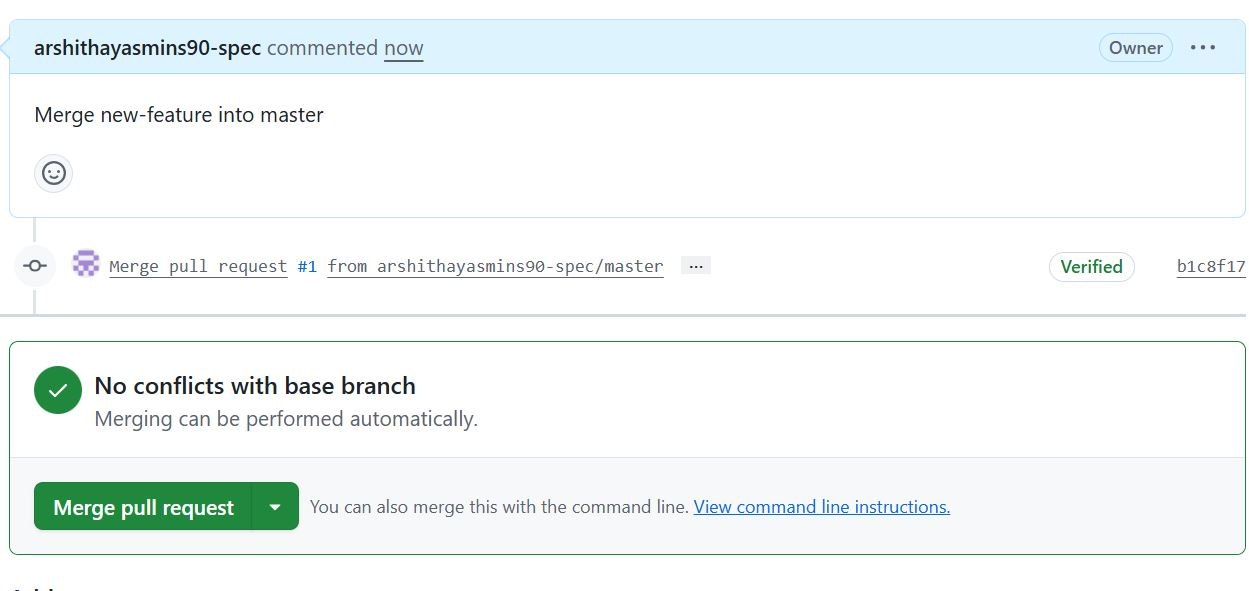 arshithayasmins90-spec commented now Owner
Merge new-feature into master
Merge pull request #1 from arshithayasmins90-spec/master ... Verified b1c8f17
No conflicts with base branch
Merging can be performed automatically.
Merge pull request You can also merge this with the command line. View command line instructions.